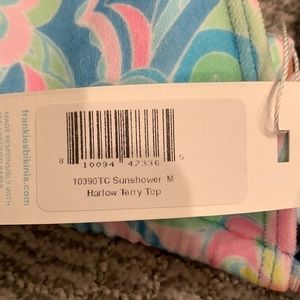 8 10094 47336 5
10390TC Sunshower M
Harlow Terry Top
frankiesbikinis.com
MADE RESPONSIBLY WITH